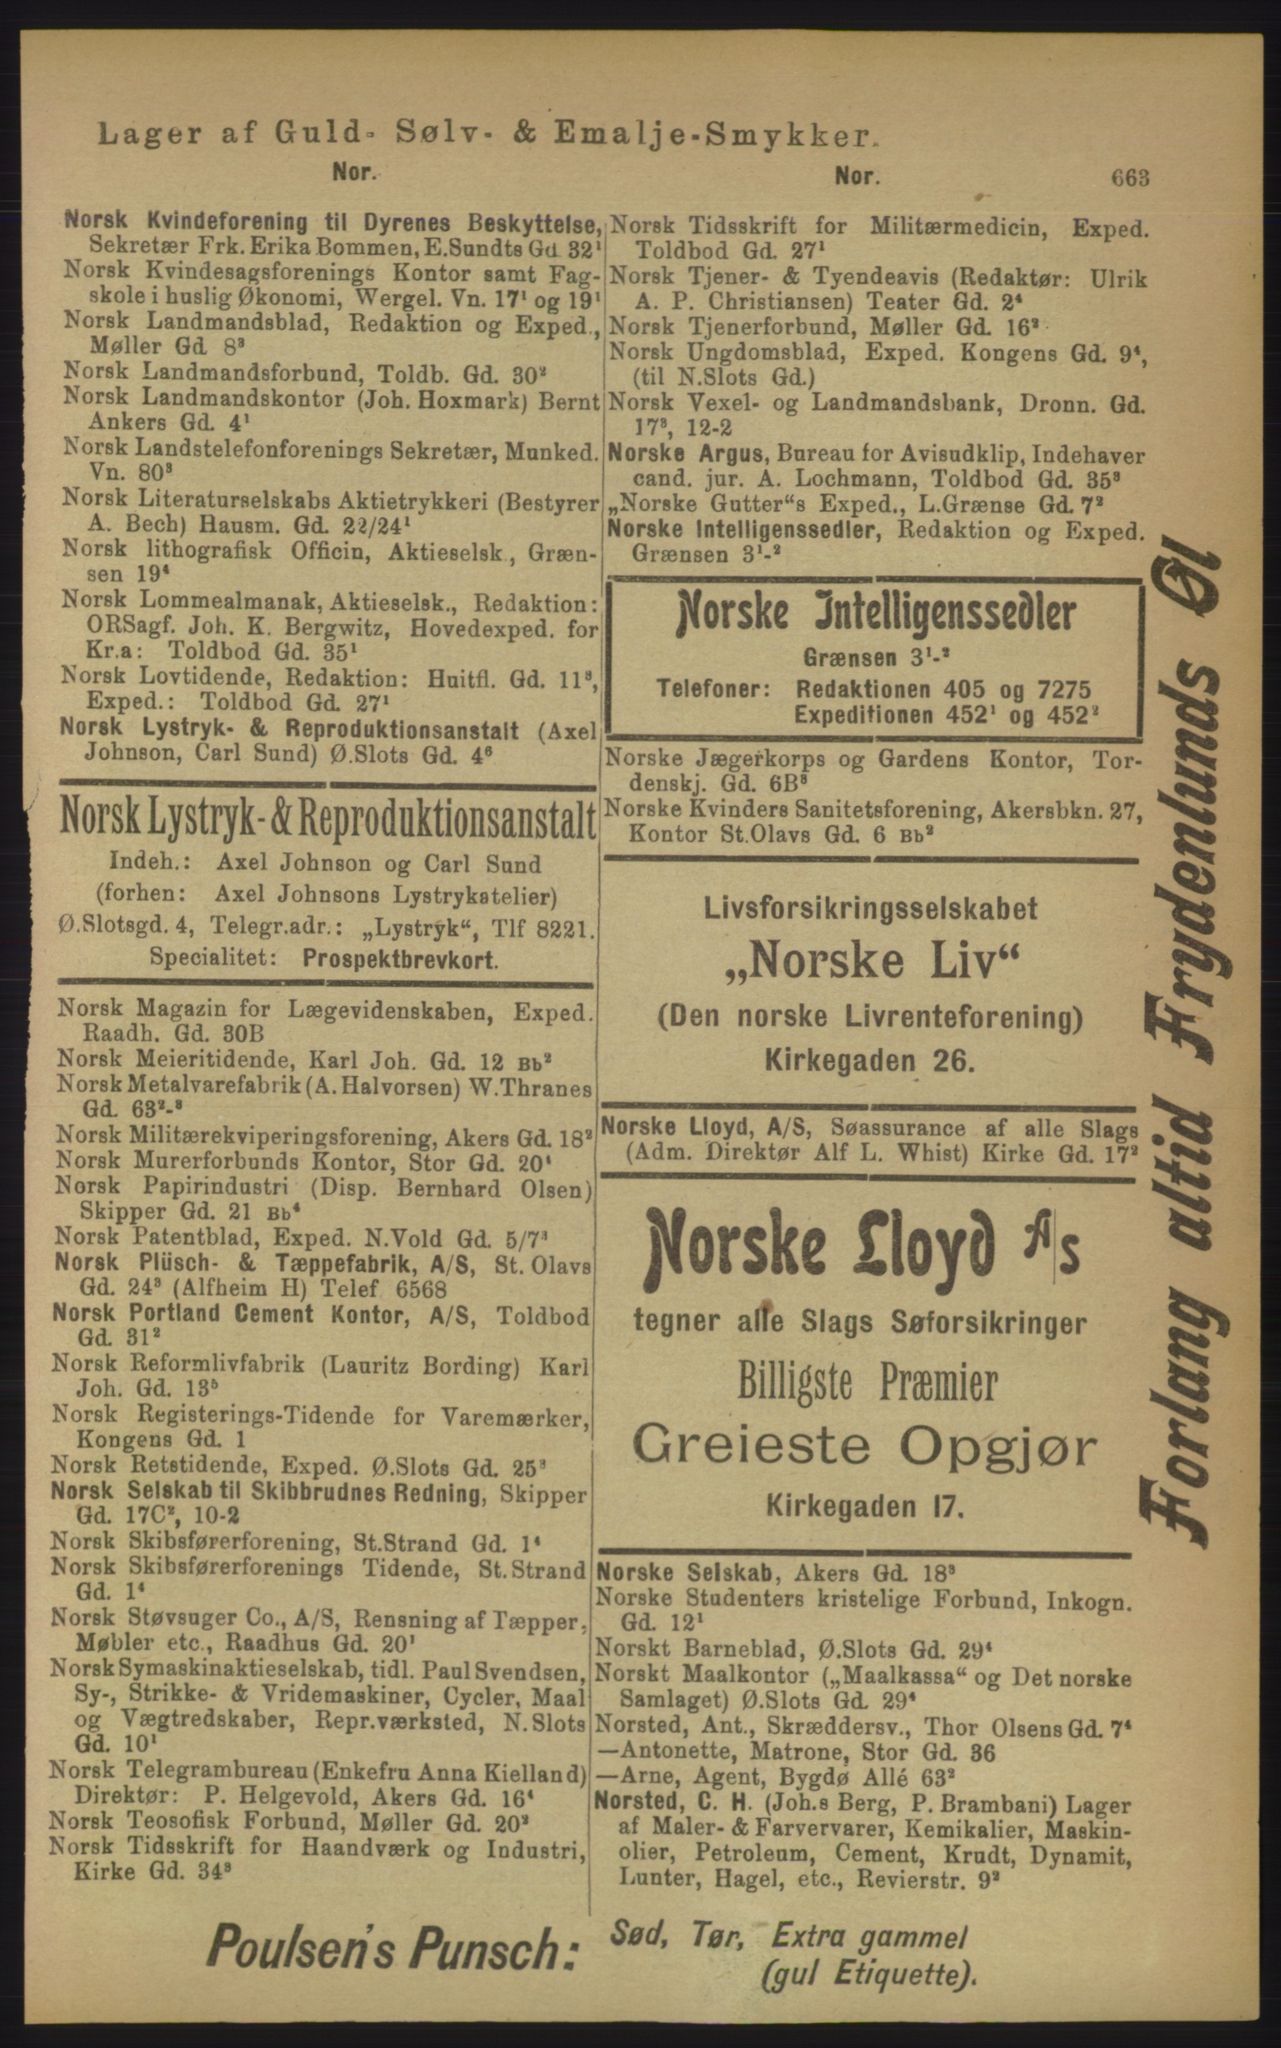 Lager af Guld- Sølv- & Emalje-Smykker.
Nor.
Nor.
663
Norsk Kvindeforening til Dyrenes Beskyttelse,
Sekretær Frk. Erika Bommen, E.Sundts Gd 32¹
Norsk Kvindesagsforenings Kontor samt Fag-
skole i huslig Økonomi, Wergel. Vn. 17¹ og 19¹
Norsk Landmandsblad, Redaktion og Exped.,
Møller Gd 8³
Norsk Landmandsforbund, Toldb. Gd. 30²
Norsk Landmandskontor (Joh. Hoxmark) Bernt
Ankers Gd. 4¹
Norsk Landstelefonforenings Sekretær, Munked.
Vn. 80³
Norsk Literaturselskabs Aktietrykkeri (Bestyrer
A. Bech) Hausm. Gd. 22/24¹
Norsk lithografisk Officin, Aktieselsk., Græn-
sen 19⁴
Norsk Lommealmanak, Aktieselsk., Redaktion:
ORSagf. Joh. K. Bergwitz, Hovedexped. for
Kr.a: Toldbod Gd. 35¹
Norsk Lovtidende, Redaktion: Huitfl. Gd. 11³,
Exped.: Toldbod Gd. 27¹
Norsk Lystryk- & Reproduktionsanstalt (Axel
Johnson, Carl Sund) Ø.Slots Gd. 4⁶
Norsk Lystryk- & Reproduktionsanstalt
Indeh.: Axel Johnson og Carl Sund
(forhen: Axel Johnsons Lystrykatelier)
Ø.Slotsgd. 4, Telegr.adr.: „Lystryk“, Tlf 8221.
Specialitet: Prospektbrevkort.
Norsk Magazin for Lægevidenskaben, Exped.
Raadh. Gd. 30B
Norsk Meieritidende, Karl Joh. Gd. 12 Bb²
Norsk Metalvarefabrik (A. Halvorsen) W.Thranes
Gd. 63²-³
Norsk Militærekviperingsforening, Akers Gd. 18²
Norsk Murerforbunds Kontor, Stor Gd. 20⁴
Norsk Papirindustri (Disp. Bernhard Olsen)
Skipper Gd. 21 Bb⁴
Norsk Patentblad, Exped. N.Vold Gd. 5/7³
Norsk Plüsch- & Tæppefabrik, A/S, St. Olavs
Gd. 24³ (Alfheim H) Telef 6568
Norsk Portland Cement Kontor, A/S, Toldbod
Gd. 31²
Norsk Reformlivfabrik (Lauritz Bording) Karl
Joh. Gd. 13⁵
Norsk Registerings-Tidende for Varemærker,
Kongens Gd. 1
Norsk Retstidende, Exped. Ø.Slots Gd. 25³
Norsk Selskab til Skibbrudnes Redning, Skipper
Gd. 17C², 10-2
Norsk Skibsførerforening, St.Strand Gd. 1⁴
Norsk Skibsførerforenings Tidende, St. Strand
Gd. 1⁴
Norsk Støvsuger Co., A/S, Rensning af Tæpper,
Møbler etc., Raadhus Gd. 20¹
Norsk Symaskinaktieselskab, tidl. Paul Svendsen,
Sy-, Strikke- & Vridemaskiner, Cycler, Maal
og Vægtredskaber, Repr.værksted, N. Slots
Gd. 10¹
Norsk Telegrambureau (Enkefru Anna Kielland)
Direktør: P. Helgevold, Akers Gd. 16⁴
Norsk Teosofisk Forbund, Møller Gd. 20²
Norsk Tidsskrift for Haandværk og Industri,
Kirke Gd. 34³
Norsk Tidsskrift for Militærmedicin, Exped.
Toldbod Gd. 27¹
Norsk Tjener- & Tyendeavis (Redaktør: Ulrik
A. P. Christiansen) Teater Gd. 2⁴
Norsk Tjenerforbund, Møller Gd. 16²
Norsk Ungdomsblad, Exped. Kongens Gd. 9⁴,
(til N.Slots Gd.)
Norsk Vexel- og Landmandsbank, Dronn. Gd.
17³, 12-2
Norske Argus, Bureau for Avisudklip, Indehaver
cand. jur. A. Lochmann, Toldbod Gd. 35³
„Norske Gutter“s Exped., L.Grænse Gd. 7²
Norske Intelligenssedler, Redaktion og Exped.
Grænsen 3¹-²
Norske Intelligenssedler
Grænsen 3¹-²
Telefoner: Redaktionen 405 og 7275
Expeditionen 452¹ og 452²
Norske Jægerkorps og Gardens Kontor, Tor-
denskj. Gd. 6B³
Norske Kvinders Sanitetsforening, Akersbkn. 27,
Kontor St.Olavs Gd. 6 Bb²
Livsforsikringsselskabet
„Norske Liv“
(Den norske Livrenteforening)
Kirkegaden 26.
Norske Lloyd, A/S, Søassurance af alle Slags
(Adm. Direktør Alf L. Whist) Kirke Gd. 17²
Norske Lloyd A/S
tegner alle Slags Søforsikringer
Billigste Præmier
Greieste Opgjør
Kirkegaden 17.
Norske Selskab, Akers Gd. 18³
Norske Studenters kristelige Forbund, Inkogn.
Gd. 12¹
Norskt Barneblad, Ø.Slots Gd. 29⁴
Norskt Maalkontor („Maalkassa“ og Det norske
Samlaget) Ø.Slots Gd. 29⁴
Norsted, Ant., Skræddersv., Thor Olsens Gd. 7⁴
—Antonette, Matrone, Stor Gd. 36
—Arne, Agent, Bygdø Allé 63²
Norsted, C. H. (Joh.s Berg, P. Brambani) Lager
af Maler- & Farvervarer, Kemikalier, Maskin-
olier, Petroleum, Cement, Krudt, Dynamit,
Lunter, Hagel, etc., Revierstr. 9²
Forlang altid Frydenlunds Øl
Poulsen's Punsch:
Sød, Tør, Extra gammel
(gul Etiquette).